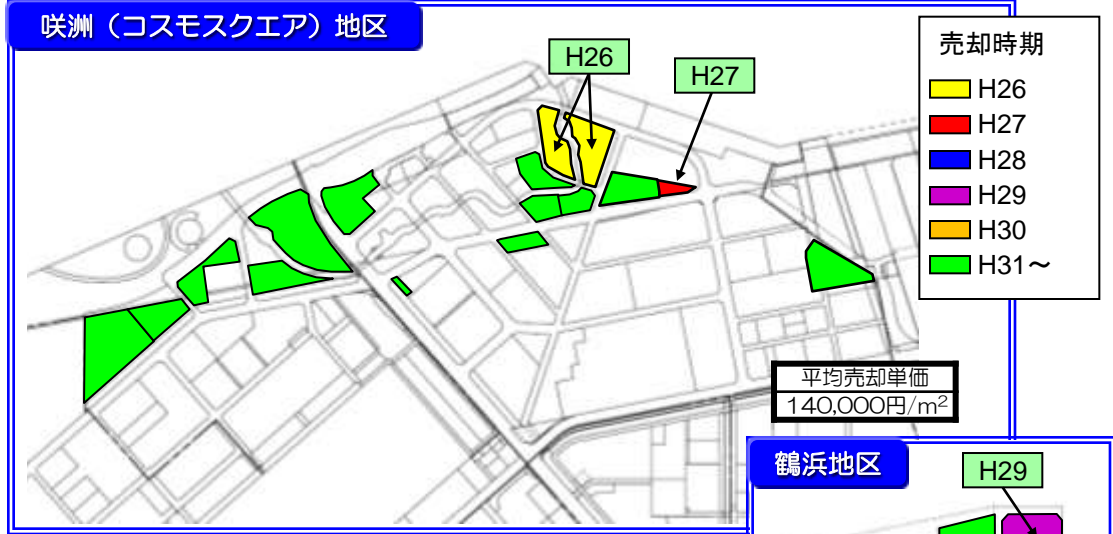 咲洲（コスモスクエア）地区
H26
H27
売却時期
H26
H27
H28
H29
H30
H31～
平均売却単価
140,000円/m²
鶴浜地区
H29